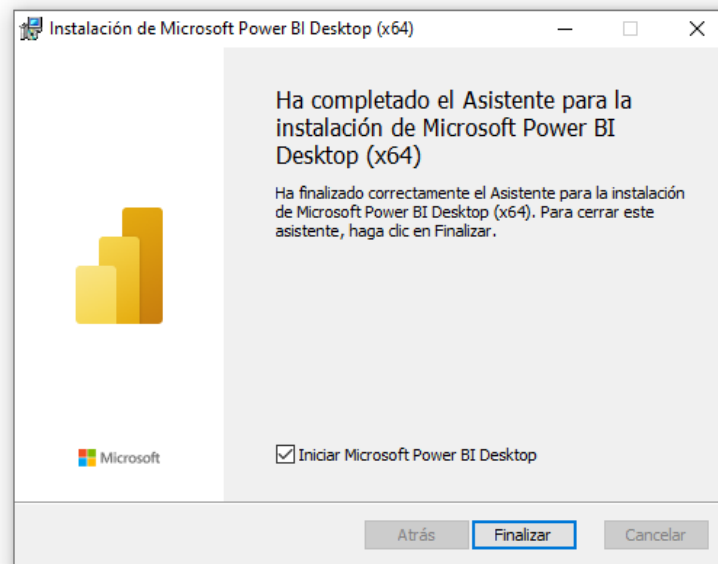 Instalación de Microsoft Power BI Desktop (x64)
Ha completado el Asistente para la
instalación de Microsoft Power BI
Desktop (x64)
Ha finalizado correctamente el Asistente para la instalación
de Microsoft Power BI Desktop (x64). Para cerrar este
asistente, haga clic en Finalizar.
Microsoft
Iniciar Microsoft Power BI Desktop
Atrás
Finalizar
Cancelar